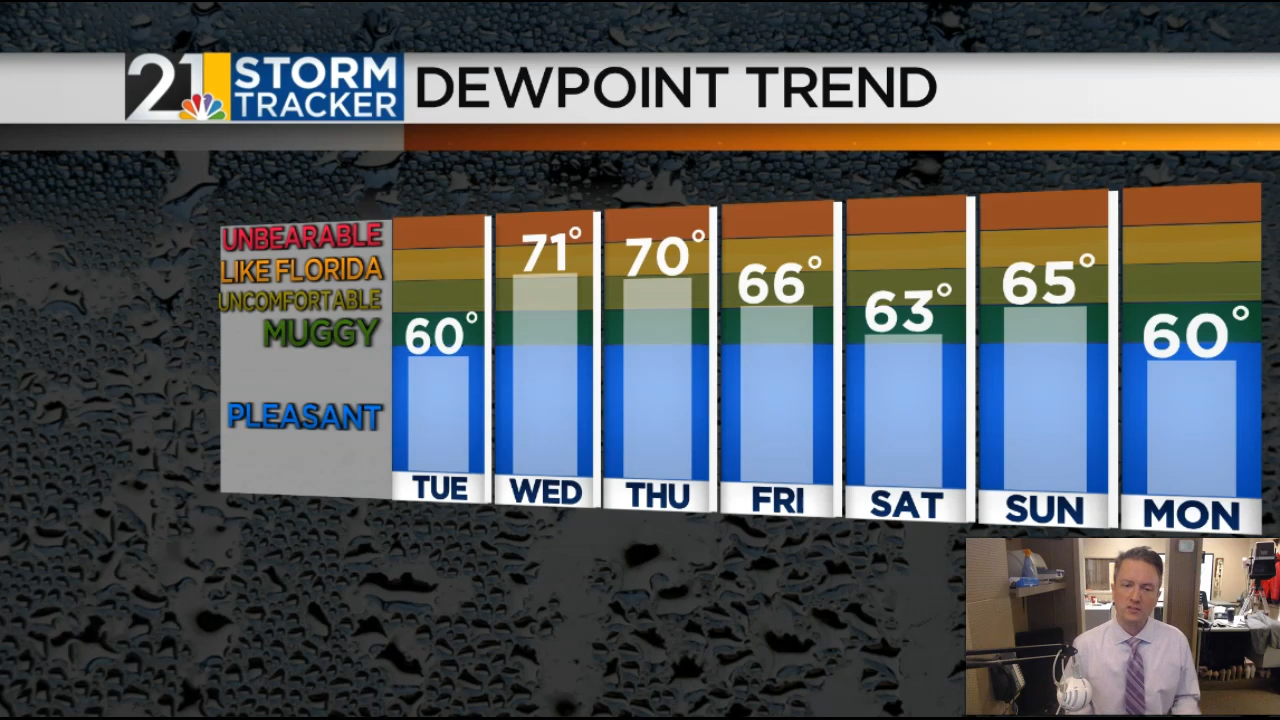 21 STORM TRACKER DEWPOINT TREND
UNBEARABLE
LIKE FLORIDA
UNCOMFORTABLE
MUGGY
PLEASANT
60° 71° 70° 66° 63° 65° 60°
TUE WED THU FRI SAT SUN MON